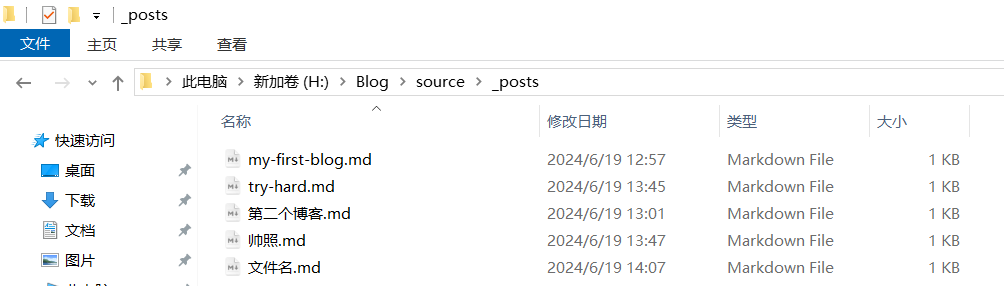 _posts
文件 主页 共享 查看
此电脑 新加卷 (H:) Blog source _posts
名称 修改日期 类型 大小
快速访问
桌面
下载
文档
图片
my-first-blog.md 2024/6/19 12:57 Markdown File 1 KB
try-hard.md 2024/6/19 13:45 Markdown File 1 KB
第二个博客.md 2024/6/19 13:01 Markdown File 1 KB
帅照.md 2024/6/19 13:47 Markdown File 1 KB
文件名.md 2024/6/19 14:07 Markdown File 1 KB